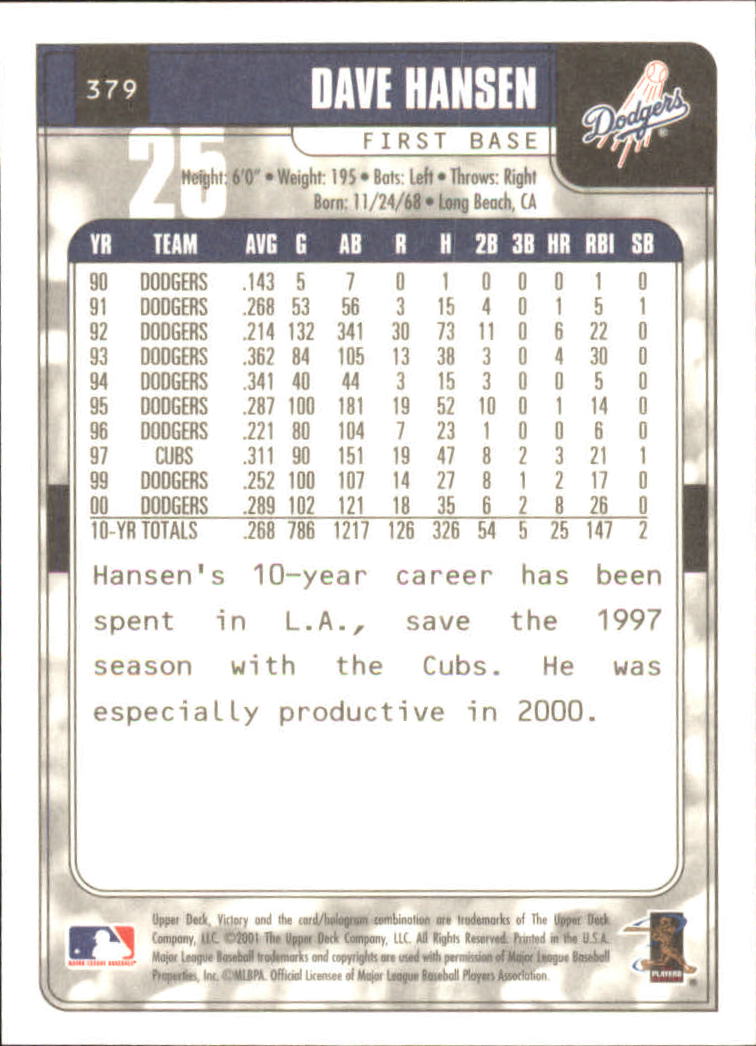 379
DAVE HANSEN
Dodgers
25
FIRST BASE
Height: 6'0" • Weight: 195 • Bats: Left • Throws: Right
Born: 11/24/68 • Long Beach, CA
YR TEAM AVG G AB R H 2B 3B HR RBI SB
90 DODGERS .143 5 7 0 1 0 0 0 1 0
91 DODGERS .268 53 56 3 15 4 0 1 5 1
92 DODGERS .214 132 341 30 73 11 0 6 22 0
93 DODGERS .362 84 105 13 38 3 0 4 30 0
94 DODGERS .341 40 44 3 15 3 0 0 5 0
95 DODGERS .287 100 181 19 52 10 0 1 14 0
96 DODGERS .221 80 104 7 23 1 0 0 6 0
97 CUBS .311 90 151 19 47 8 2 3 21 1
99 DODGERS .252 100 107 14 27 8 1 2 17 0
00 DODGERS .289 102 121 18 35 6 2 8 26 0
10-YR TOTALS .268 786 1217 126 326 54 5 25 147 2
Hansen's 10-year career has been
spent in L.A., save the 1997
season with the Cubs. He was
especially productive in 2000.
Upper Deck, Victory and the card/hologram combination are trademarks of The Upper Deck
Company, LLC. ©2001 The Upper Deck Company, LLC. All Rights Reserved. Printed in the U.S.A.
Major League Baseball trademarks and copyrights are used with permission of Major League Baseball
Properties, Inc. ©MLBPA. Official Licensee of Major League Baseball Players Association.
MAJOR LEAGUE BASEBALL
PLAYERS